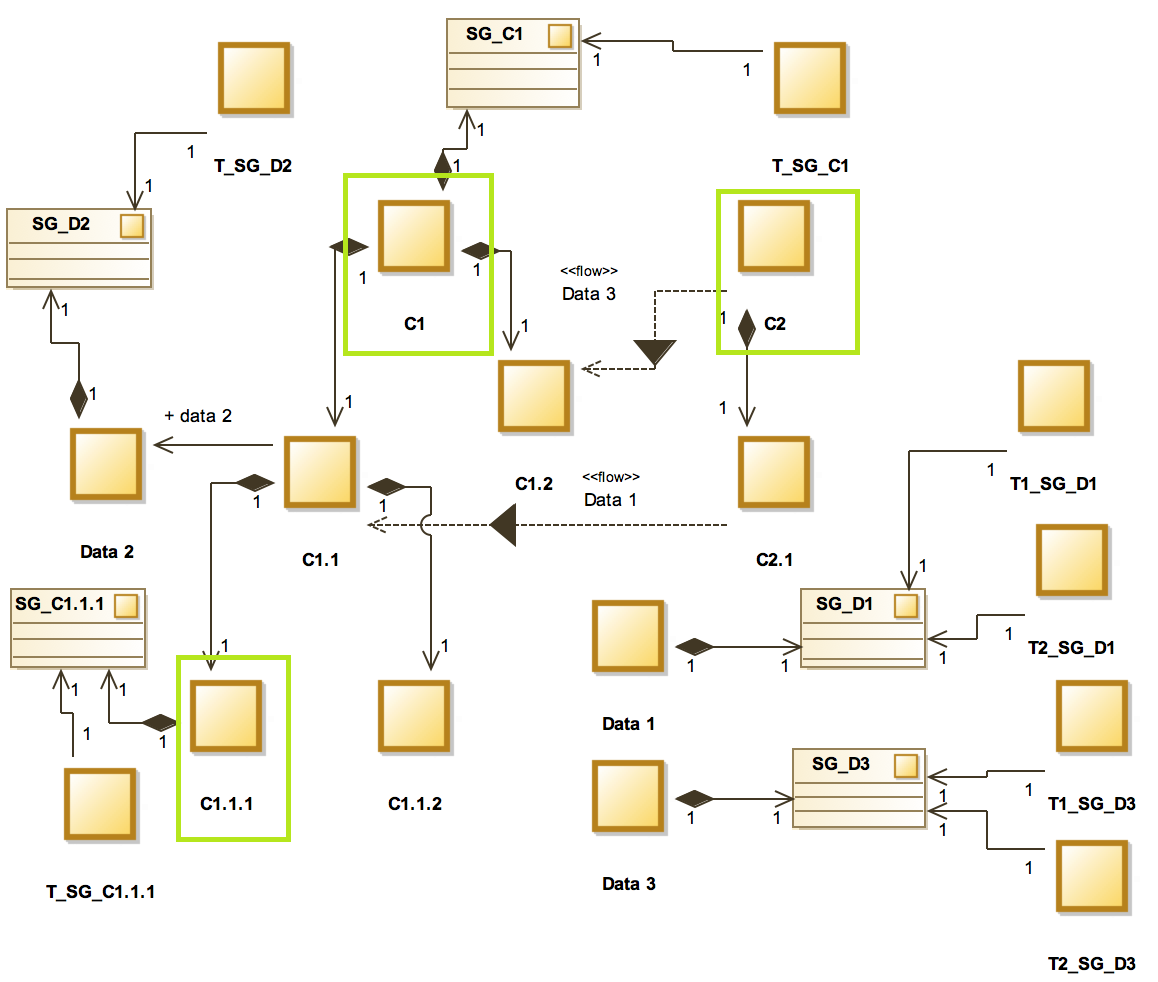 SG_C1
1
1
T_SG_C1
T_SG_D2
1
1
1
1
SG_D2
1
1
C1
1
1
1
1
<<flow>>
Data 3
C2
1
1
+ data 2
Data 2
C1.1
1
1
C1.2
<<flow>>
Data 1
C2.1
T1_SG_D1
1
1
SG_C1.1.1
1
1
1
1
1
1
C1.1.1
C1.1.2
T_SG_C1.1.1
SG_D1
1
1
1
1
T2_SG_D1
Data 1
SG_D3
1
1
1
1
T1_SG_D3
1
1
Data 3
T2_SG_D3